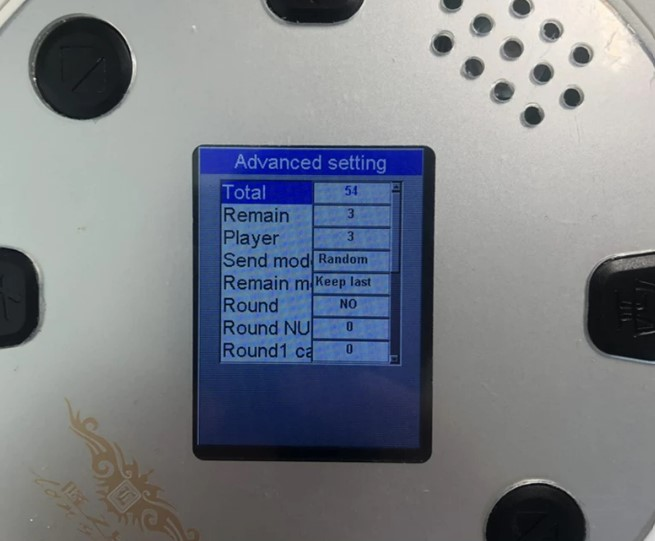 Advanced setting
Total 54
Remain 3
Player 3
Send mod Random
Remain m Keep last
Round NO
Round NU 0
Round1 ca 0